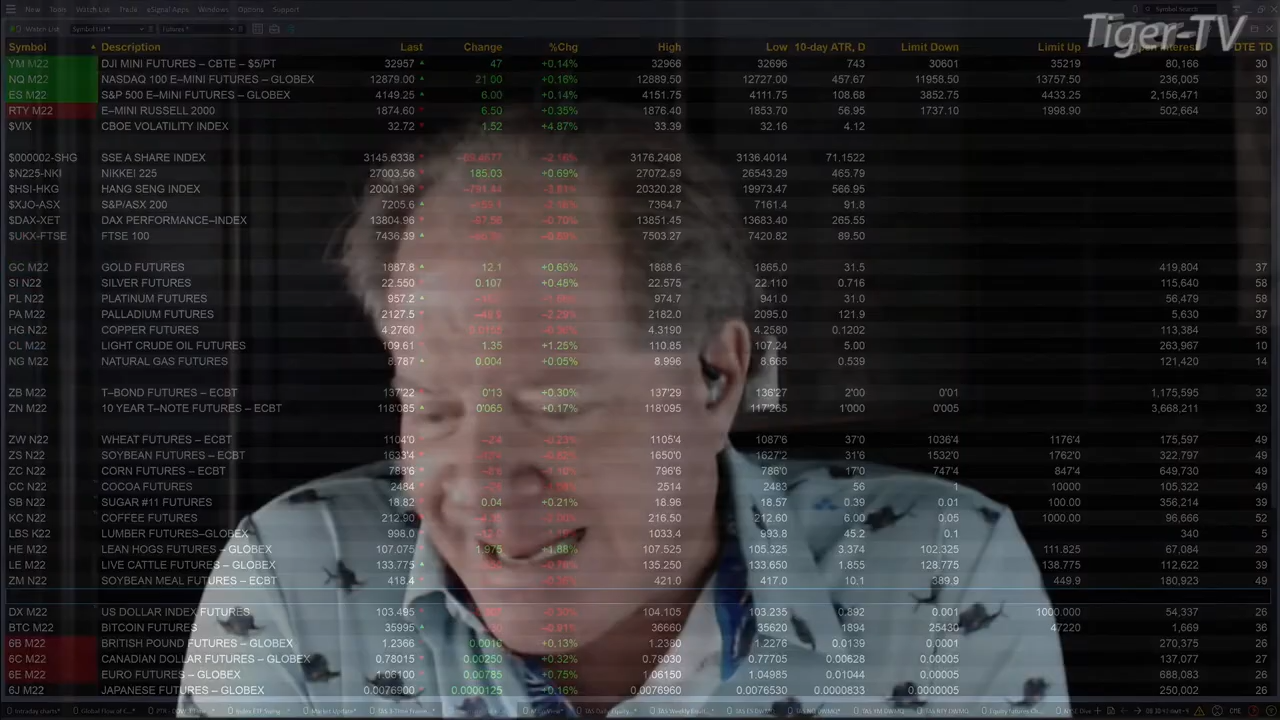 New Tools Watch List Trade eSignal Apps Windows Options Support
Symbol Search
Watch List Symbol List * Futures *
Tiger-TV
Symbol Description Last Change %Chg High Low 10-day ATR, D Limit Down Limit Up Open Interest DTE TD
YM M22 DJI MINI FUTURES – CBTE – $5/PT 32957 47 +0.14% 32966 32696 743 30601 35219 80,166 30
NQ M22 NASDAQ 100 E–MINI FUTURES – GLOBEX 12879.00 21.00 +0.16% 12889.50 12727.00 457.67 11958.50 13757.50 236,005 30
ES M22 S&P 500 E–MINI FUTURES – GLOBEX 4149.25 6.00 +0.14% 4151.75 4111.75 108.68 3852.75 4433.25 2,156,471 30
RTY M22 E–MINI RUSSELL 2000 1874.60 6.50 +0.35% 1876.40 1853.70 56.95 1737.10 1998.90 502,664 30
$VIX CBOE VOLATILITY INDEX 32.72 1.52 +4.87% 33.39 32.16 4.12
$000002-SHG SSE A SHARE INDEX 3145.6338 –69.4677 –2.16% 3176.2408 3136.4014 71.1522
$N225-NKI NIKKEI 225 27003.56 185.03 +0.69% 27072.59 26543.29 465.79
$HSI-HKG HANG SENG INDEX 20001.96 20320.28 19973.47 566.95
$XJO-ASX S&P/ASX 200 7205.6 7364.7 7161.4 91.8
$DAX-XET DAX PERFORMANCE–INDEX 13804.96 –97.56 –0.70% 13851.45 13683.40 265.55
$UKX-FTSE FTSE 100 7436.39 7503.27 7420.82 89.50
GC M22 GOLD FUTURES 1887.8 12.1 +0.65% 1888.6 1865.0 31.5 419,804 37
SI N22 SILVER FUTURES 22.550 0.107 +0.48% 22.575 22.110 0.716 115,640 58
PL N22 PLATINUM FUTURES 957.2 974.7 941.0 31.0 56,479 58
PA M22 PALLADIUM FUTURES 2127.5 –49.9 –2.29% 2182.0 2095.0 121.9 5,630 37
HG N22 COPPER FUTURES 4.2760 4.3190 4.2580 0.1202 113,384 58
CL M22 LIGHT CRUDE OIL FUTURES 109.61 1.35 +1.25% 110.85 107.24 5.00 263,967 10
NG M22 NATURAL GAS FUTURES 8.787 0.004 +0.05% 8.996 8.665 0.539 121,420 14
ZB M22 T–BOND FUTURES – ECBT 137'22 0'13 +0.30% 137'29 136'27 2'00 0'01 1,175,595 32
ZN M22 10 YEAR T–NOTE FUTURES – ECBT 118'085 0'065 +0.17% 118'095 117'265 1'000 0'005 3,668,211 32
ZW N22 WHEAT FUTURES – ECBT 1104'0 –2'4 –0.23% 1105'4 1087'6 37'0 1036'4 1176'4 175,597 49
ZS N22 SOYBEAN FUTURES – ECBT 1633'4 1650'0 1627'2 31'6 1532'0 1762'0 322,797 49
ZC N22 CORN FUTURES – ECBT 783'6 796'6 786'0 17'0 747'4 847'4 649,730 49
CC N22 COCOA FUTURES 2484 2514 2483 56 1 10000 105,322 49
SB N22 SUGAR #11 FUTURES 18.82 0.04 +0.21% 18.96 18.57 0.39 0.01 100.00 356,214 39
KC N22 COFFEE FUTURES 212.90 216.50 212.60 6.00 0.05 1000.00 96,666 52
LBS K22 LUMBER FUTURES–GLOBEX 998.0 1033.4 993.8 45.2 0.1 340 5
HE M22 LEAN HOGS FUTURES – GLOBEX 107.075 1.975 +1.88% 107.525 105.325 3.374 102.325 111.825 67,084 29
LE M22 LIVE CATTLE FUTURES – GLOBEX 133.775 135.250 133.650 1.855 128.775 138.775 112,622 39
ZM N22 SOYBEAN MEAL FUTURES – ECBT 418.4 421.0 417.0 10.1 389.9 449.9 180,923 49
DX M22 US DOLLAR INDEX FUTURES 103.495 –0.30% 104.105 103.235 0.892 0.001 1000.000 54,337 26
BTC M22 BITCOIN FUTURES 35995 –0.91% 36660 35620 1894 25430 47220 1,669 36
6B M22 BRITISH POUND FUTURES – GLOBEX 1.2366 0.0016 +0.13% 1.2380 1.2276 0.0139 0.0001 270,375 26
6C M22 CANADIAN DOLLAR FUTURES – GLOBEX 0.78015 0.00250 +0.32% 0.78030 0.77705 0.00628 0.00005 137,077 27
6E M22 EURO FUTURES – GLOBEX 1.06100 0.00785 +0.75% 1.06150 1.04985 0.01044 0.00005 688,083 26
6J M22 JAPANESE FUTURES – GLOBEX 0.0076900 0.0000125 +0.16% 0.0076960 0.0076530 0.0000833 0.0000005 250,002 26